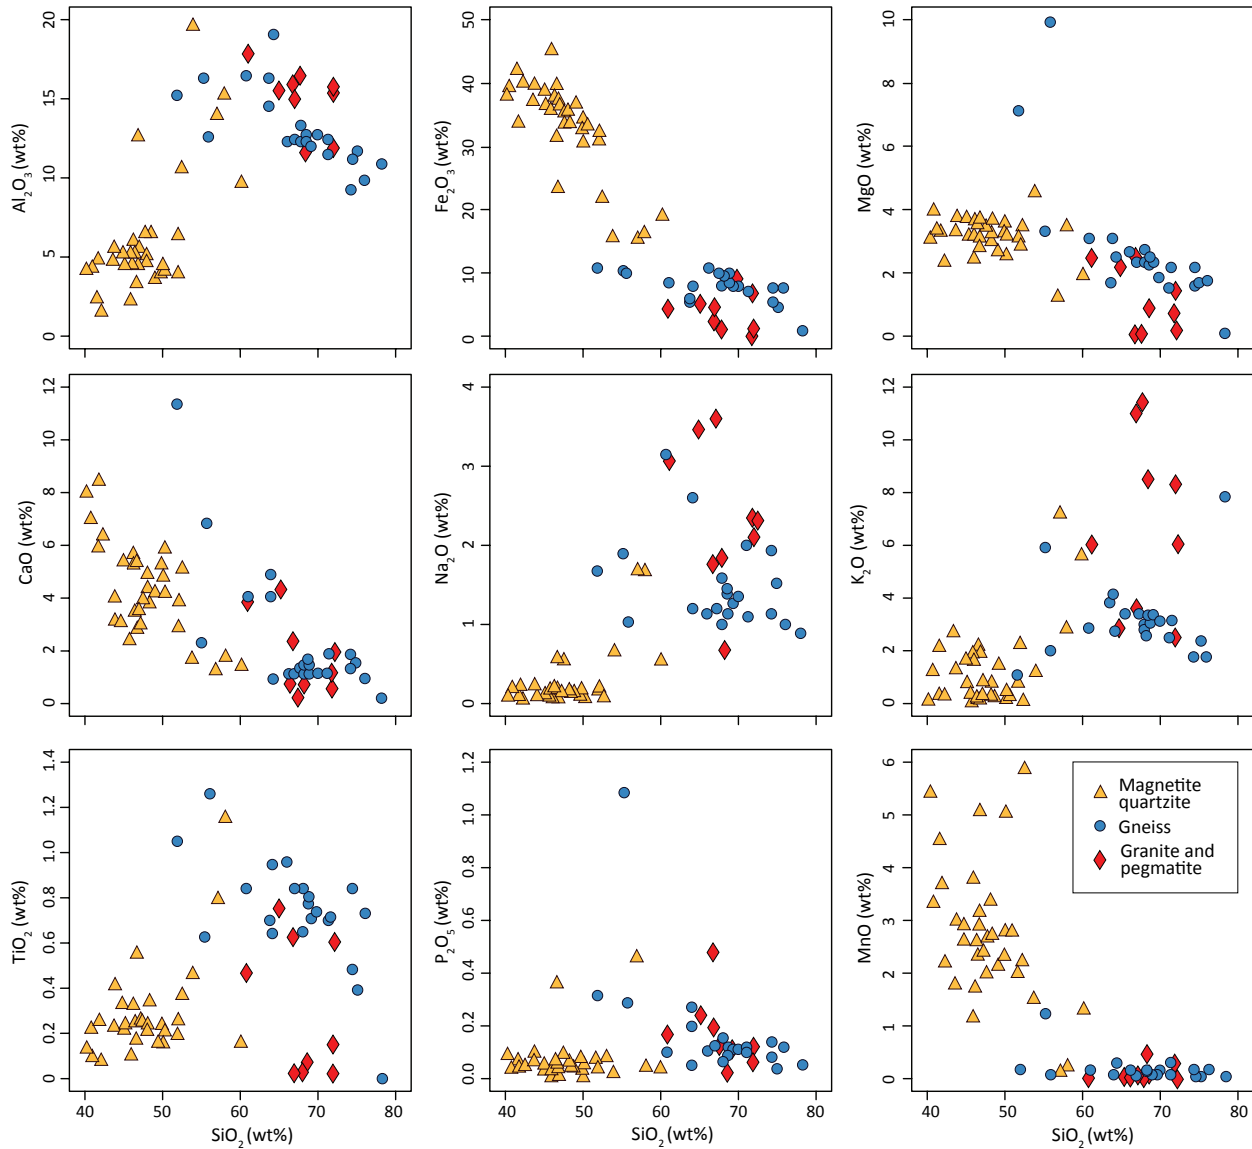 Al₂O₃ (wt%)
20
15
10
5
0
Fe₂O₃ (wt%)
50
40
30
20
10
0
MgO (wt%)
10
8
6
4
2
0
CaO (wt%)
12
10
8
6
4
2
0
Na₂O (wt%)
4
3
2
1
0
K₂O (wt%)
12
10
8
6
4
2
0
TiO₂ (wt%)
1.4
1.2
1.0
0.8
0.6
0.4
0.2
0
40 50 60 70 80
SiO₂ (wt%)
P₂O₅ (wt%)
1.2
1.0
0.8
0.6
0.4
0.2
0.0
40 50 60 70 80
SiO₂ (wt%)
MnO (wt%)
6
5
4
3
2
1
0
40 50 60 70 80
SiO₂ (wt%)
Magnetite
quartzite
Gneiss
Granite and
pegmatite